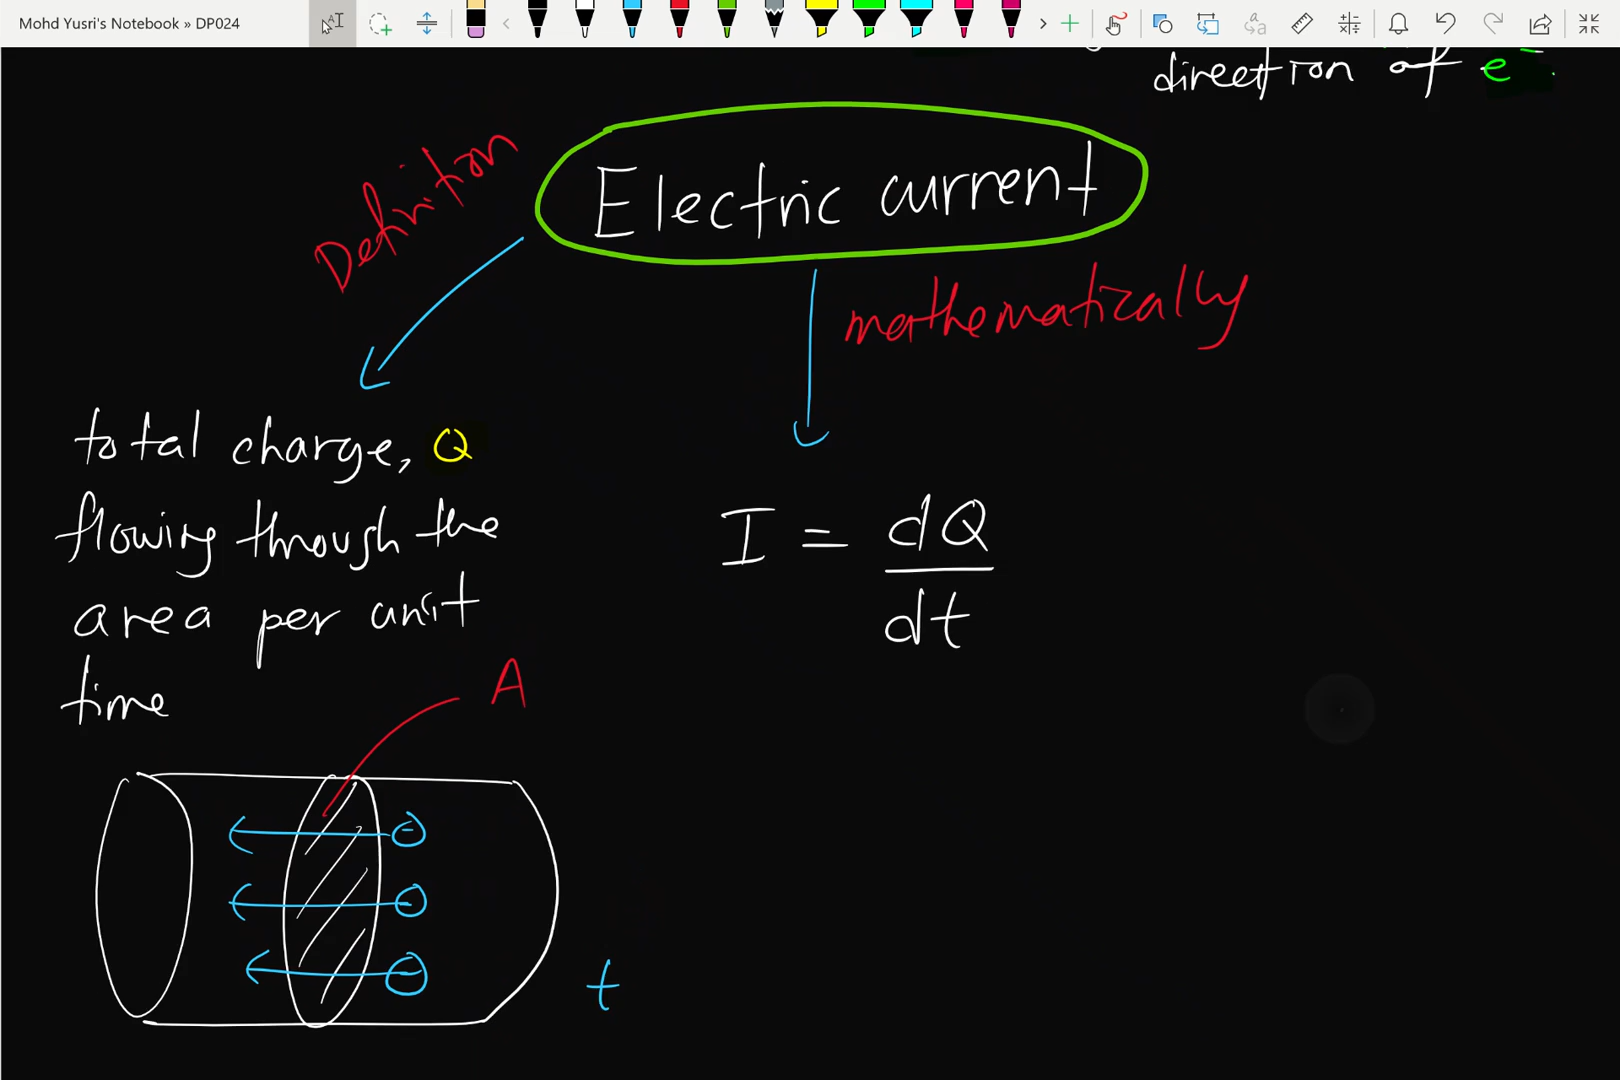 Mohd Yusri's Notebook » DP024
direction of e⁻.
Electric current
Definition
mathematically
total charge, Q
flowing through the
area per unit
time
I = dQ
dt
A
t